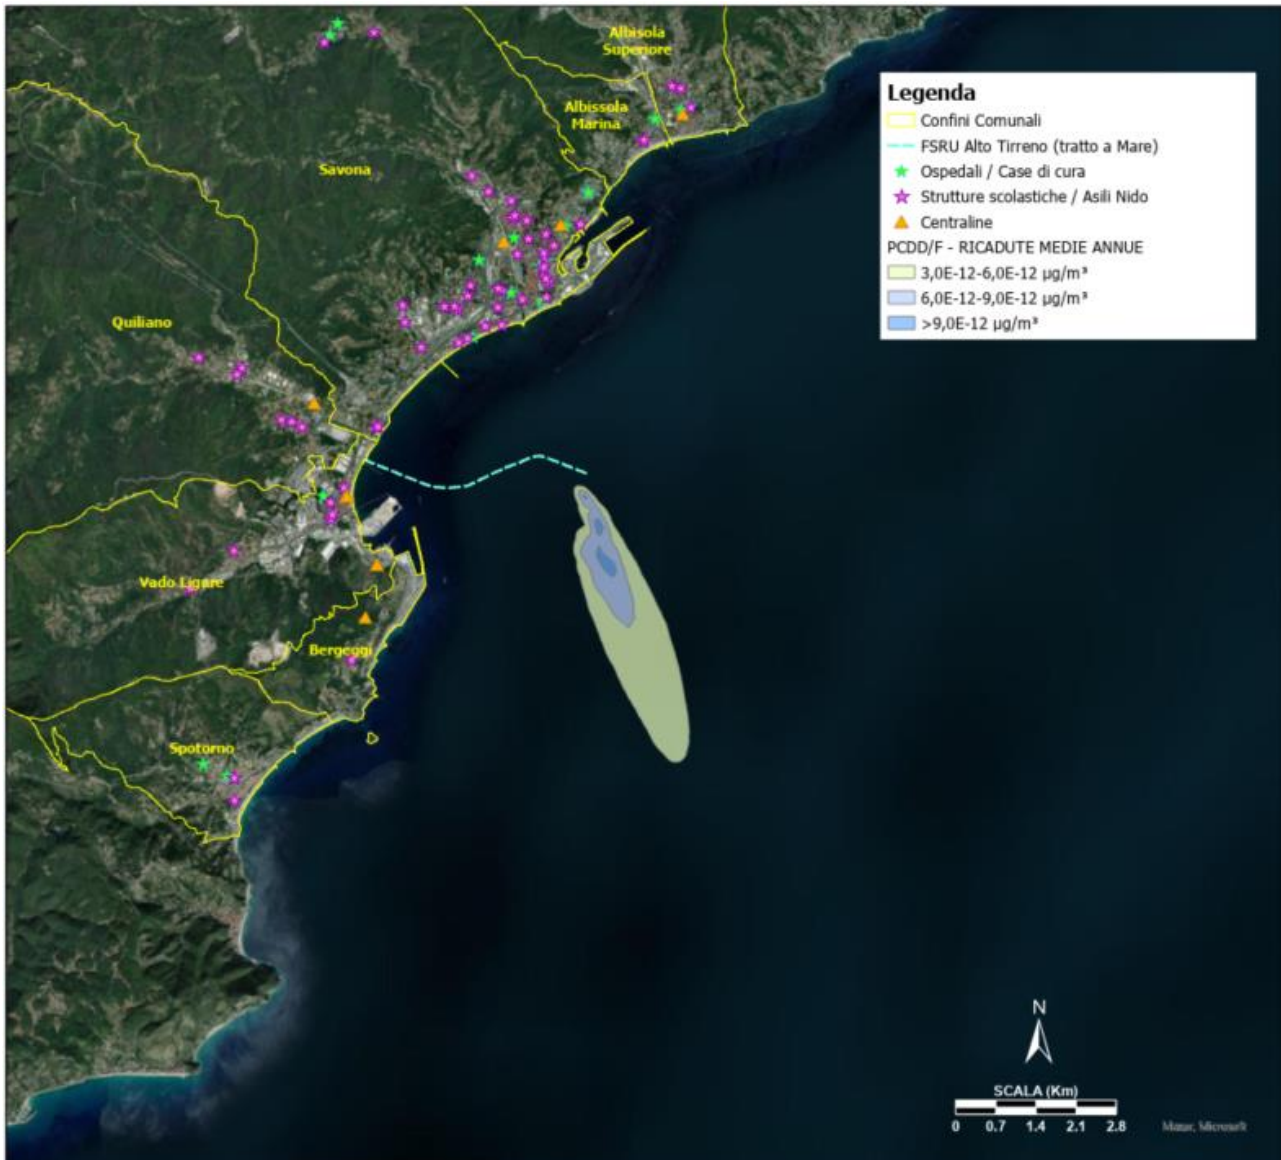 Albisola
Superiore
Albissola
Marina
Savona
Quiliano
Vado Ligure
Bergeggi
Spotorno
Legenda
Confini Comunali
FSRU Alto Tirreno (tratto a Mare)
Ospedali / Case di cura
Strutture scolastiche / Asili Nido
Centraline
PCDD/F - RICADUTE MEDIE ANNUE
3,0E-12-6,0E-12 µg/m³
6,0E-12-9,0E-12 µg/m³
>9,0E-12 µg/m³
N
SCALA (Km)
0 0.7 1.4 2.1 2.8
Maxar, Microsoft